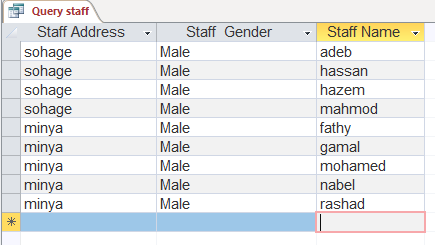 Query staff
Staff Address Staff  Gender Staff Name
sohage Male adeb
sohage Male hassan
sohage Male hazem
sohage Male mahmod
minya Male fathy
minya Male gamal
minya Male mohamed
minya Male nabel
minya Male rashad